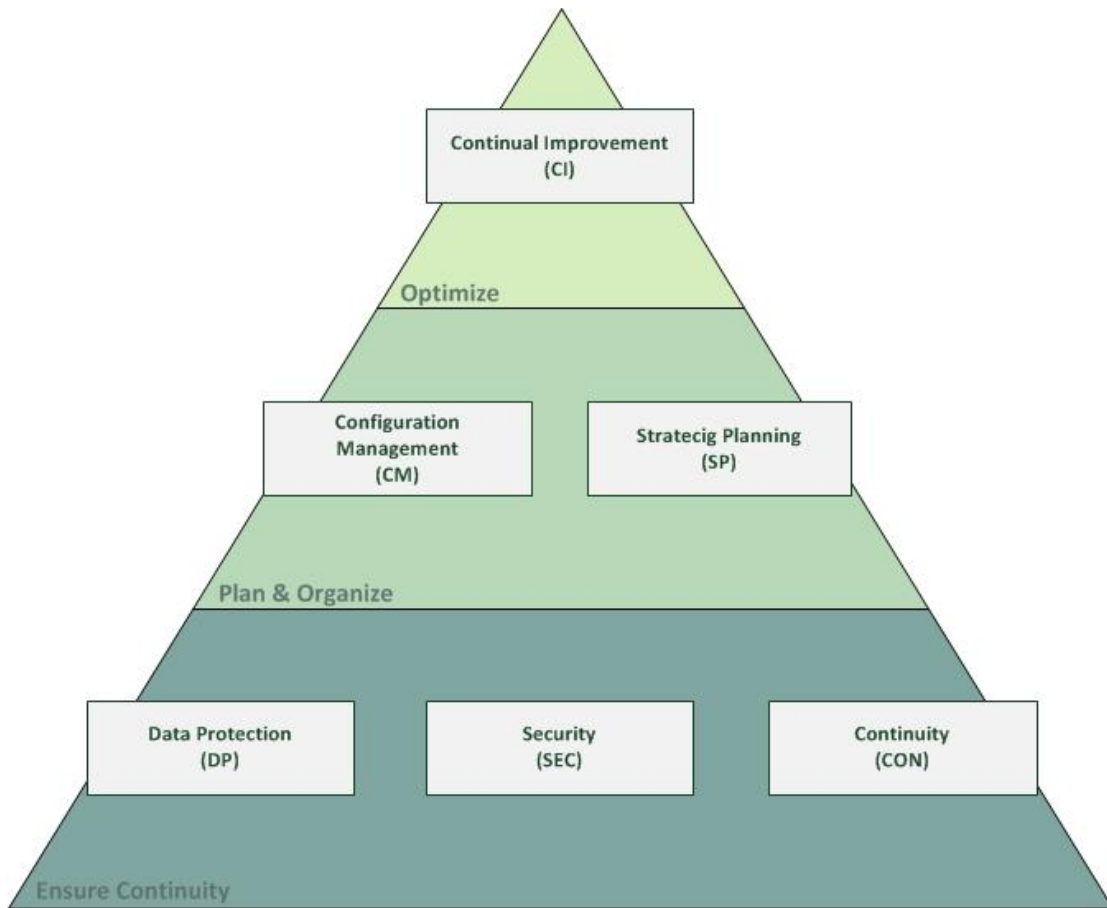 Continual Improvement
(CI)
Optimize
Configuration
Management
(CM)
Stratecig Planning
(SP)
Plan & Organize
Data Protection
(DP)
Security
(SEC)
Continuity
(CON)
Ensure Continuity